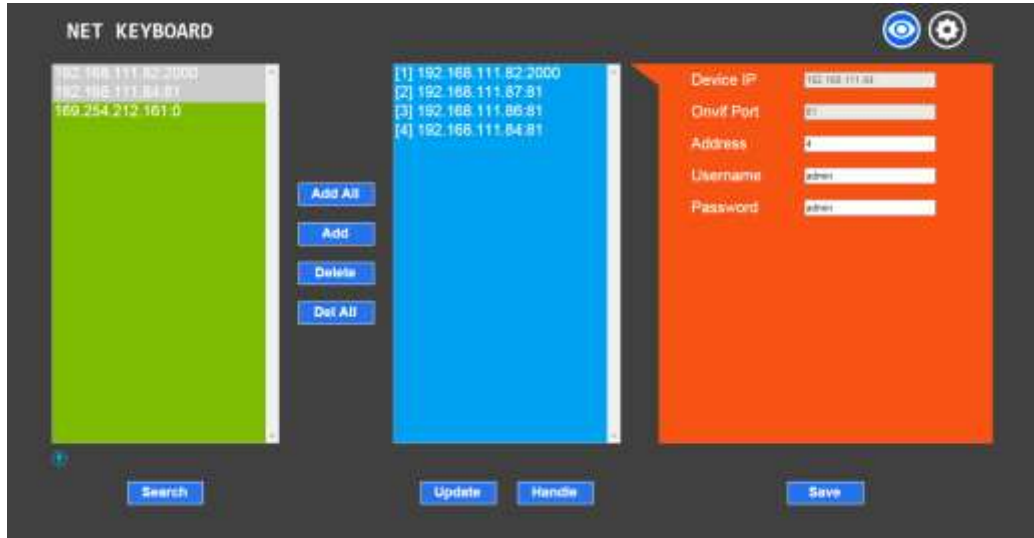 NET KEYBOARD
192.168.111.82:2000
192.168.111.84:81
169.254.212.161:0
Add All
Add
Delete
Del All
[1] 192.168.111.82:2000
[2] 192.168.111.87:81
[3] 192.168.111.86:81
[4] 192.168.111.84:81
Device IP
Onvif Port 81
Address 4
Username admin
Password admin
Search
Update
Handle
Save